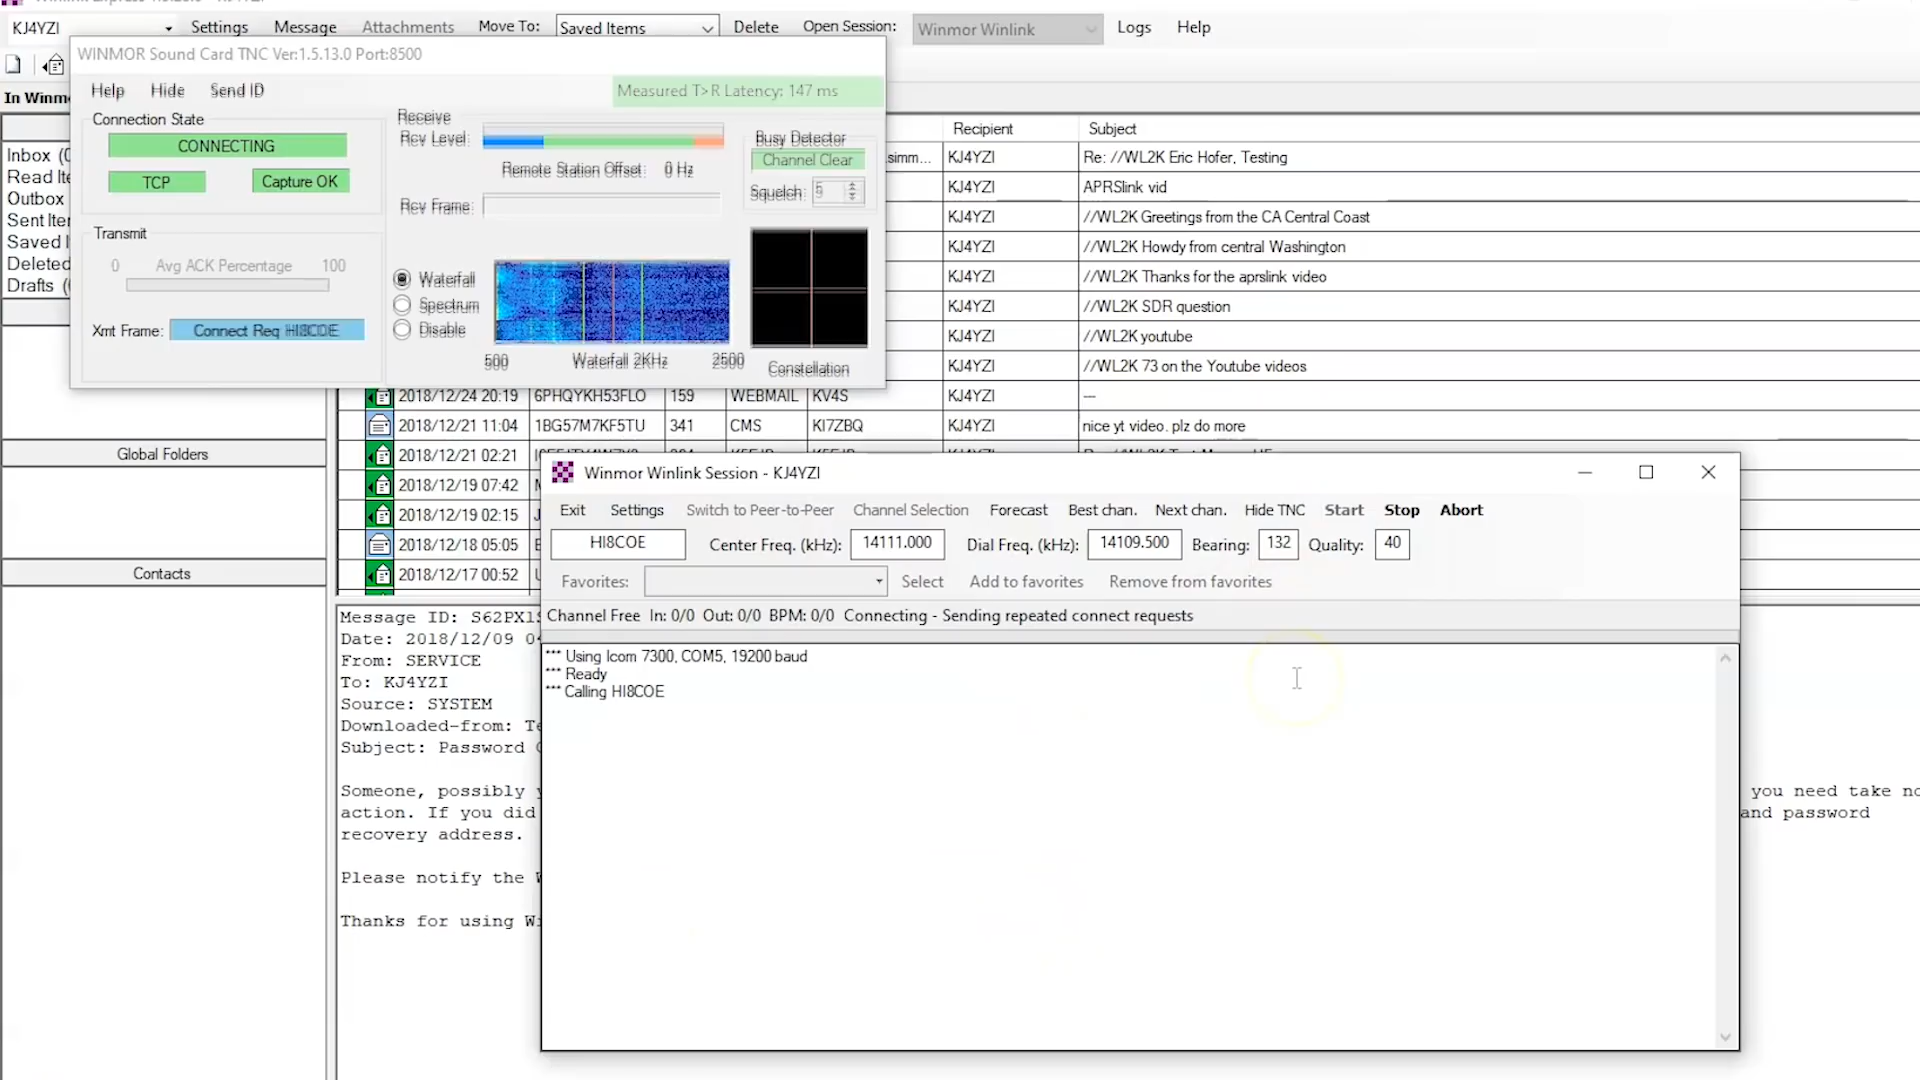 KJ4YZI Settings Message Attachments Move To: Saved Items Delete Open Session: Winmor Winlink Logs Help
WINMOR Sound Card TNC Ver:1.5.13.0 Port:8500
Help Hide Send ID Measured T>R Latency: 147 ms
Connection State
CONNECTING
TCP Capture OK
Transmit
0 Avg ACK Percentage 100
Xmt Frame: Connect Req HI8COE
Receive
Rcv Level:
Remote Station Offset: 0 Hz
Rcv Frame:
Waterfall
Spectrum
Disable
500 Waterfall 2KHz 2500
Busy Detector
Channel Clear
Squelch: 5
Constellation
In
Inbox
Read
Outbox
Sent
Saved
Deleted
Drafts
Global Folders
Contacts
Recipient Subject
KJ4YZI Re: //WL2K Eric Hofer, Testing
KJ4YZI APRSlink vid
KJ4YZI //WL2K Greetings from the CA Central Coast
KJ4YZI //WL2K Howdy from central Washington
KJ4YZI //WL2K Thanks for the aprslink video
KJ4YZI //WL2K SDR question
KJ4YZI //WL2K youtube
KJ4YZI //WL2K 73 on the Youtube videos
2018/12/24 20:19 6PHQYKH53FLO 159 WEBMAIL KV4S KJ4YZI ---
2018/12/21 11:04 1BG57M7KF5TU 341 CMS KI7ZBQ KJ4YZI nice yt video. plz do more
2018/12/21 02:21
2018/12/19 07:42
2018/12/19 02:15
2018/12/18 05:05
2018/12/17 00:52
Winmor Winlink Session - KJ4YZI
Exit Settings Switch to Peer-to-Peer Channel Selection Forecast Best chan. Next chan. Hide TNC Start Stop Abort
HI8COE Center Freq. (kHz): 14111.000 Dial Freq. (kHz): 14109.500 Bearing: 132 Quality: 40
Favorites: Select Add to favorites Remove from favorites
Channel Free In: 0/0 Out: 0/0 BPM: 0/0 Connecting - Sending repeated connect requests
*** Using Icom 7300, COM5, 19200 baud
*** Ready
*** Calling HI8COE
Message ID:
Date: 2018/12/09
From: SERVICE
To: KJ4YZI
Source: SYSTEM
Downloaded-from:
Subject: Password
Someone, possibly you need take
action. If you did and password
recovery address.
Please notify the
Thanks for using